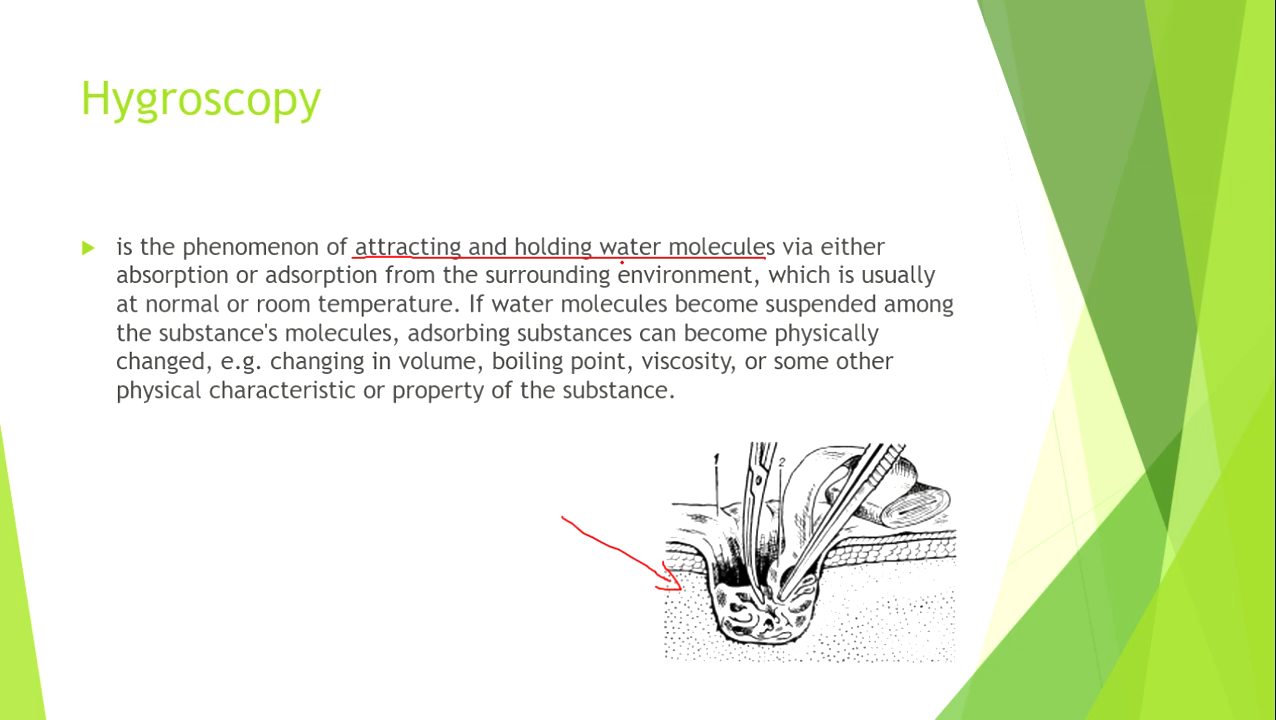 Hygroscopy
is the phenomenon of attracting and holding water molecules via either
absorption or adsorption from the surrounding environment, which is usually
at normal or room temperature. If water molecules become suspended among
the substance's molecules, adsorbing substances can become physically
changed, e.g. changing in volume, boiling point, viscosity, or some other
physical characteristic or property of the substance.
1 2